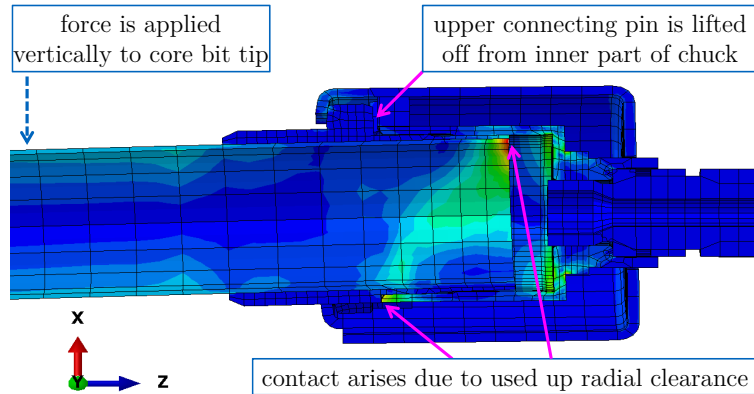 force is applied
vertically to core bit tip
upper connecting pin is lifted
off from inner part of chuck
X
Y
Z
contact arises due to used up radial clearance